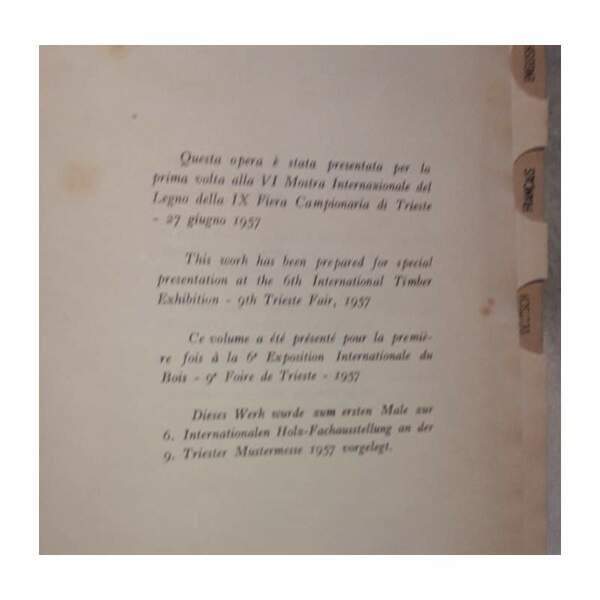 Questa opera è stata presentata per la
prima volta alla VI Mostra Internazionale del
Legno della IX Fiera Campionaria di Trieste
- 27 giugno 1957
This work has been prepared for special
presentation at the 6th International Timber
Exhibition - 9th Trieste Fair, 1957
Ce volume a été présenté pour la premiè-
re fois à la 6e Exposition Internationale du
Bois - 9e Foire de Trieste - 1957
Dieses Werk wurde zum ersten Male zur
6. Internationalen Holz-Fachausstellung an der
9. Triester Mustermesse 1957 vorgelegt.
ENGLISH
FRANÇAIS
DEUTSCH